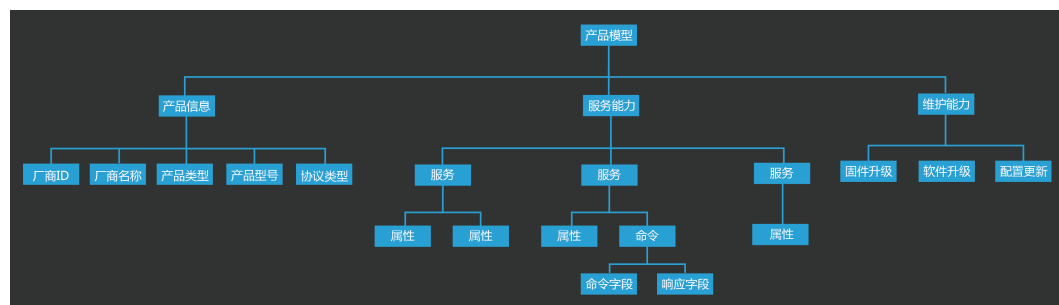 产品模型
产品信息
服务能力
维护能力
厂商ID
厂商名称
产品类型
产品型号
协议类型
服务
服务
服务
固件升级
软件升级
配置更新
属性
属性
属性
命令
属性
命令字段
响应字段